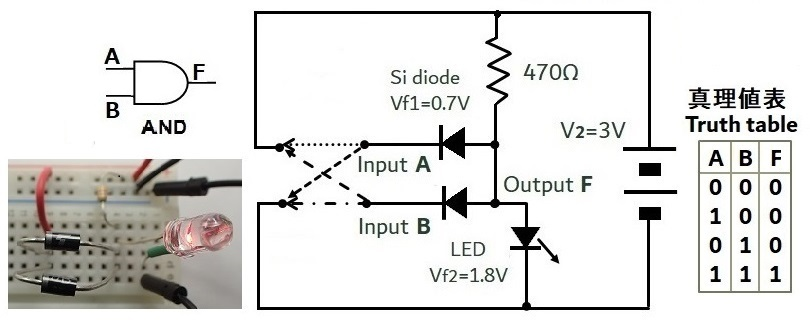 A
F
B
AND
Si diode
Vf1=0.7V
470Ω
V2=3V
Input A
Output F
Input B
LED
Vf2=1.8V
真理値表
Truth table
A B F
0 0 0
1 0 0
0 1 0
1 1 1